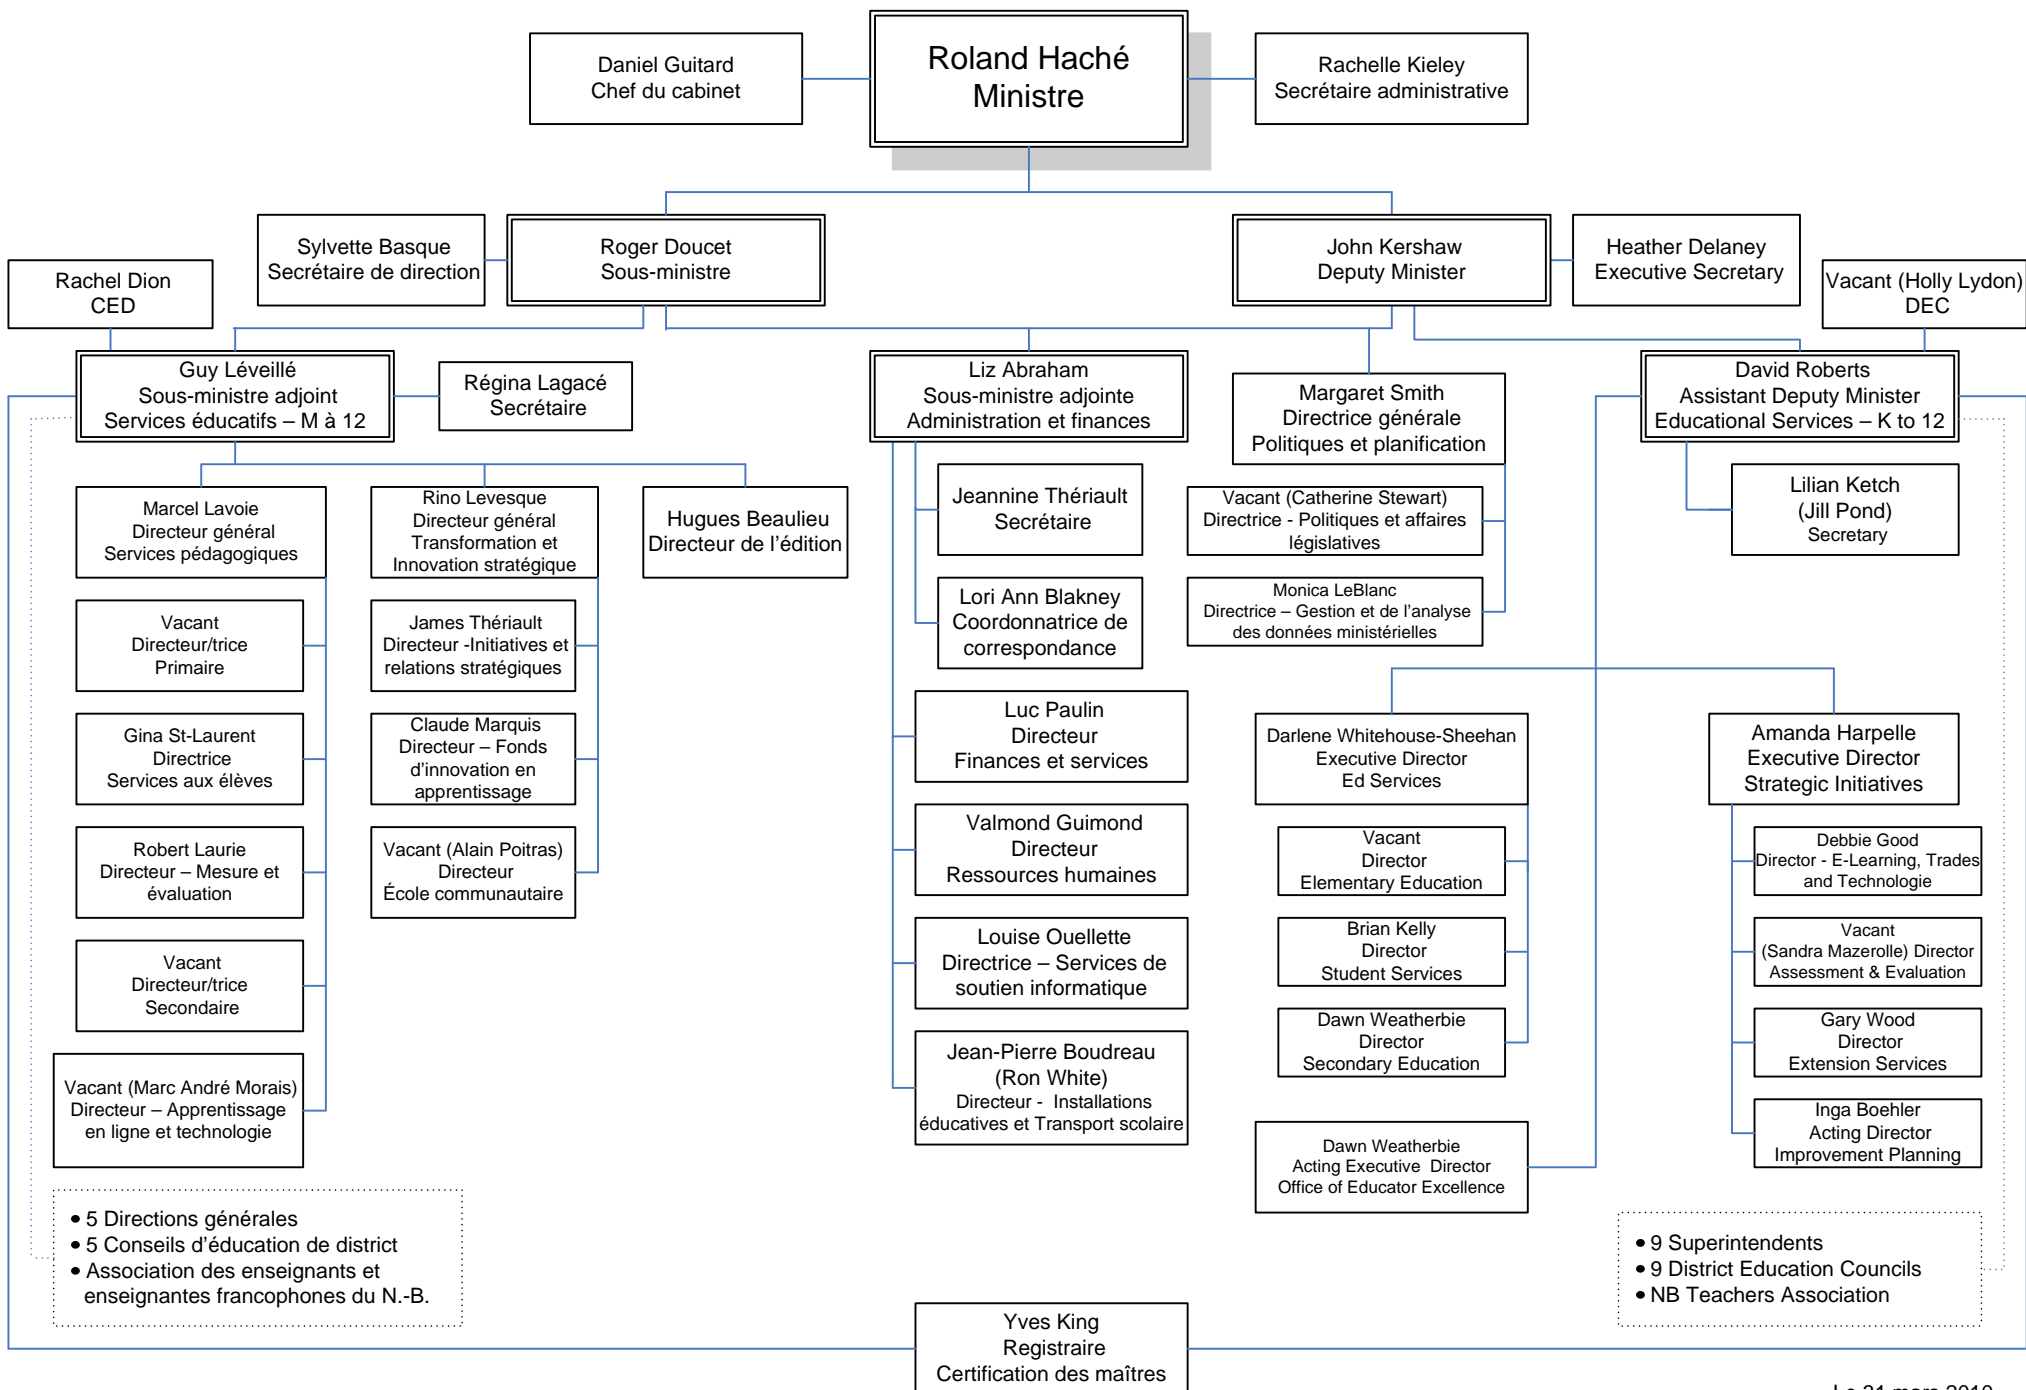 Roland Haché
Ministre
Daniel Guitard
Chef du cabinet
Rachelle Kieley
Secrétaire administrative
Sylvette Basque
Secrétaire de direction
Roger Doucet
Sous-ministre
John Kershaw
Deputy Minister
Heather Delaney
Executive Secretary
Rachel Dion
CED
Vacant (Holly Lydon)
DEC
Guy Léveillé
Sous-ministre adjoint
Services éducatifs – M à 12
Régina Lagacé
Secrétaire
Liz Abraham
Sous-ministre adjointe
Administration et finances
Margaret Smith
Directrice générale
Politiques et planification
David Roberts
Assistant Deputy Minister
Educational Services – K to 12
Marcel Lavoie
Directeur général
Services pédagogiques
Vacant
Directeur/trice
Primaire
Gina St-Laurent
Directrice
Services aux élèves
Robert Laurie
Directeur – Mesure et
évaluation
Vacant
Directeur/trice
Secondaire
Vacant (Marc André Morais)
Directeur – Apprentissage
en ligne et technologie
Rino Levesque
Directeur général
Transformation et
Innovation stratégique
James Thériault
Directeur -Initiatives et
relations stratégiques
Claude Marquis
Directeur – Fonds
d’innovation en
apprentissage
Vacant (Alain Poitras)
Directeur
École communautaire
Hugues Beaulieu
Directeur de l’édition
Jeannine Thériault
Secrétaire
Lori Ann Blakney
Coordonnatrice de
correspondance
Luc Paulin
Directeur
Finances et services
Valmond Guimond
Directeur
Ressources humaines
Louise Ouellette
Directrice – Services de
soutien informatique
Jean-Pierre Boudreau
(Ron White)
Directeur - Installations
éducatives et Transport scolaire
Vacant (Catherine Stewart)
Directrice - Politiques et affaires
législatives
Monica LeBlanc
Directrice – Gestion et de l’analyse
des données ministérielles
Lilian Ketch
(Jill Pond)
Secretary
Darlene Whitehouse-Sheehan
Executive Director
Ed Services
Vacant
Director
Elementary Education
Brian Kelly
Director
Student Services
Dawn Weatherbie
Director
Secondary Education
Dawn Weatherbie
Acting Executive Director
Office of Educator Excellence
Amanda Harpelle
Executive Director
Strategic Initiatives
Debbie Good
Director - E-Learning, Trades
and Technologie
Vacant
(Sandra Mazerolle) Director
Assessment & Evaluation
Gary Wood
Director
Extension Services
Inga Boehler
Acting Director
Improvement Planning
• 5 Directions générales
• 5 Conseils d’éducation de district
• Association des enseignants et
enseignantes francophones du N.-B.
• 9 Superintendents
• 9 District Education Councils
• NB Teachers Association
Yves King
Registraire
Certification des maîtres
Le 31 mars 2010